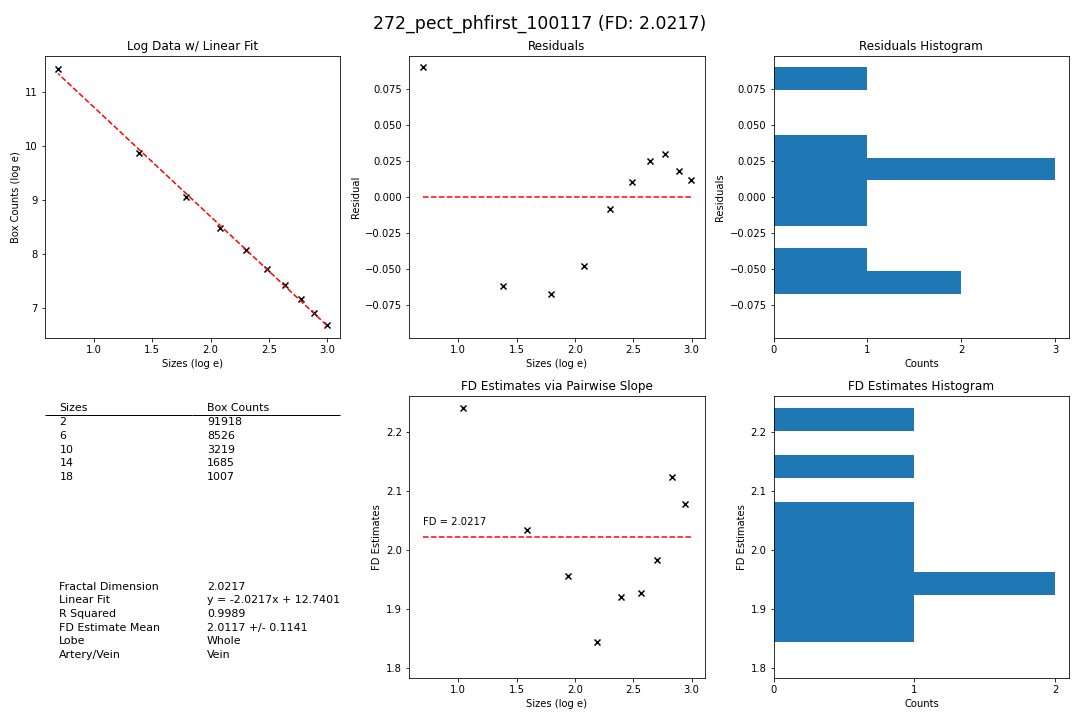 272_pect_phfirst_100117 (FD: 2.0217)
Log Data w/ Linear Fit
Box Counts (log e)
11
10
9
8
7
1.0 1.5 2.0 2.5 3.0
Sizes (log e)
Residuals
Residual
0.075
0.050
0.025
0.000
−0.025
−0.050
−0.075
1.0 1.5 2.0 2.5 3.0
Sizes (log e)
Residuals Histogram
Residuals
0.075
0.050
0.025
0.000
−0.025
−0.050
−0.075
0 1 2 3
Counts
Sizes Box Counts
2 91918
6 8526
10 3219
14 1685
18 1007
Fractal Dimension 2.0217
Linear Fit y = -2.0217x + 12.7401
R Squared 0.9989
FD Estimate Mean 2.0117 +/- 0.1141
Lobe Whole
Artery/Vein Vein
FD Estimates via Pairwise Slope
FD Estimates
2.2
2.1
2.0
1.9
1.8
FD = 2.0217
1.0 1.5 2.0 2.5 3.0
Sizes (log e)
FD Estimates Histogram
FD Estimates
2.2
2.1
2.0
1.9
1.8
0 1 2
Counts